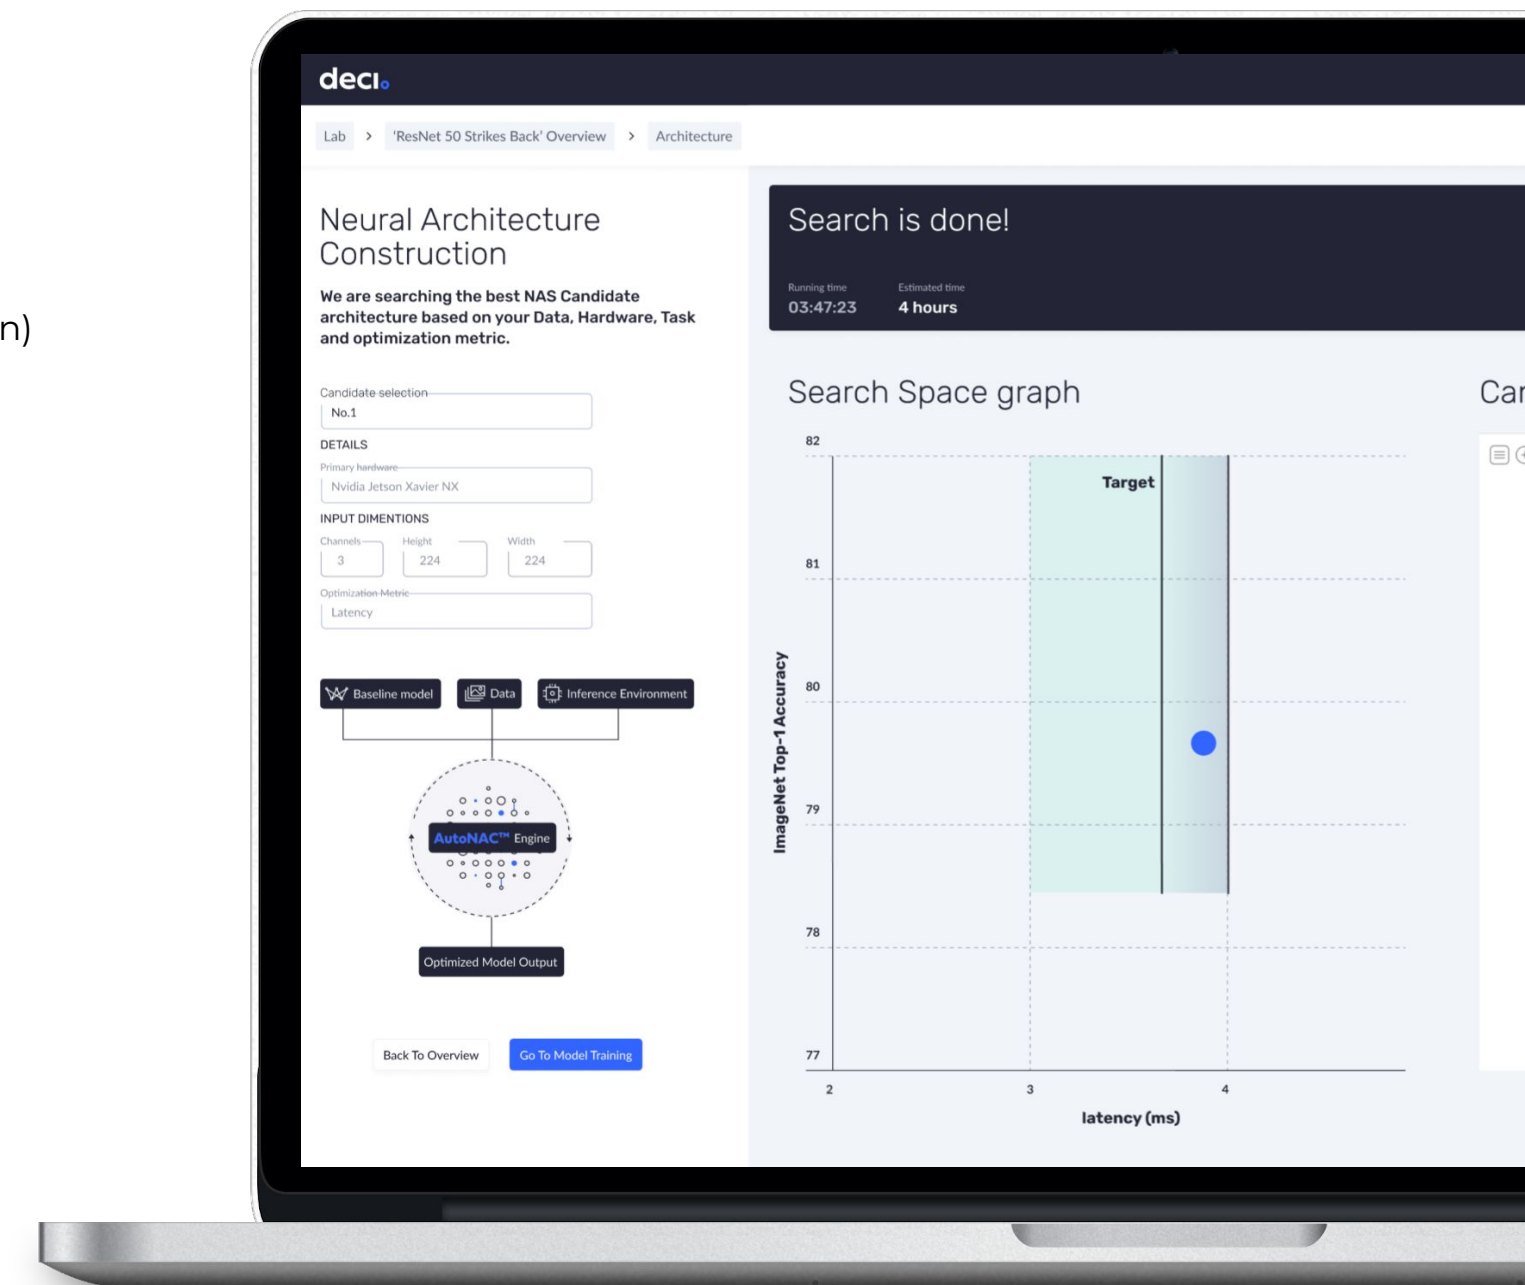 n)
deci
Lab > 'ResNet 50 Strikes Back' Overview > Architecture
Neural Architecture
Construction
We are searching the best NAS Candidate
architecture based on your Data, Hardware, Task
and optimization metric.
Candidate selection
No.1
DETAILS
Primary hardware
Nvidia Jetson Xavier NX
INPUT DIMENTIONS
Channels Height Width
3 224 224
Optimization Metric
Latency
Baseline model Data Inference Environment
AutoNAC™ Engine
Optimized Model Output
Back To Overview Go To Model Training
Search is done!
Running time Estimated time
03:47:23 4 hours
Search Space graph
82
Target
81
80
79
78
77
ImageNet Top-1 Accuracy
2 3 4
latency (ms)
Car